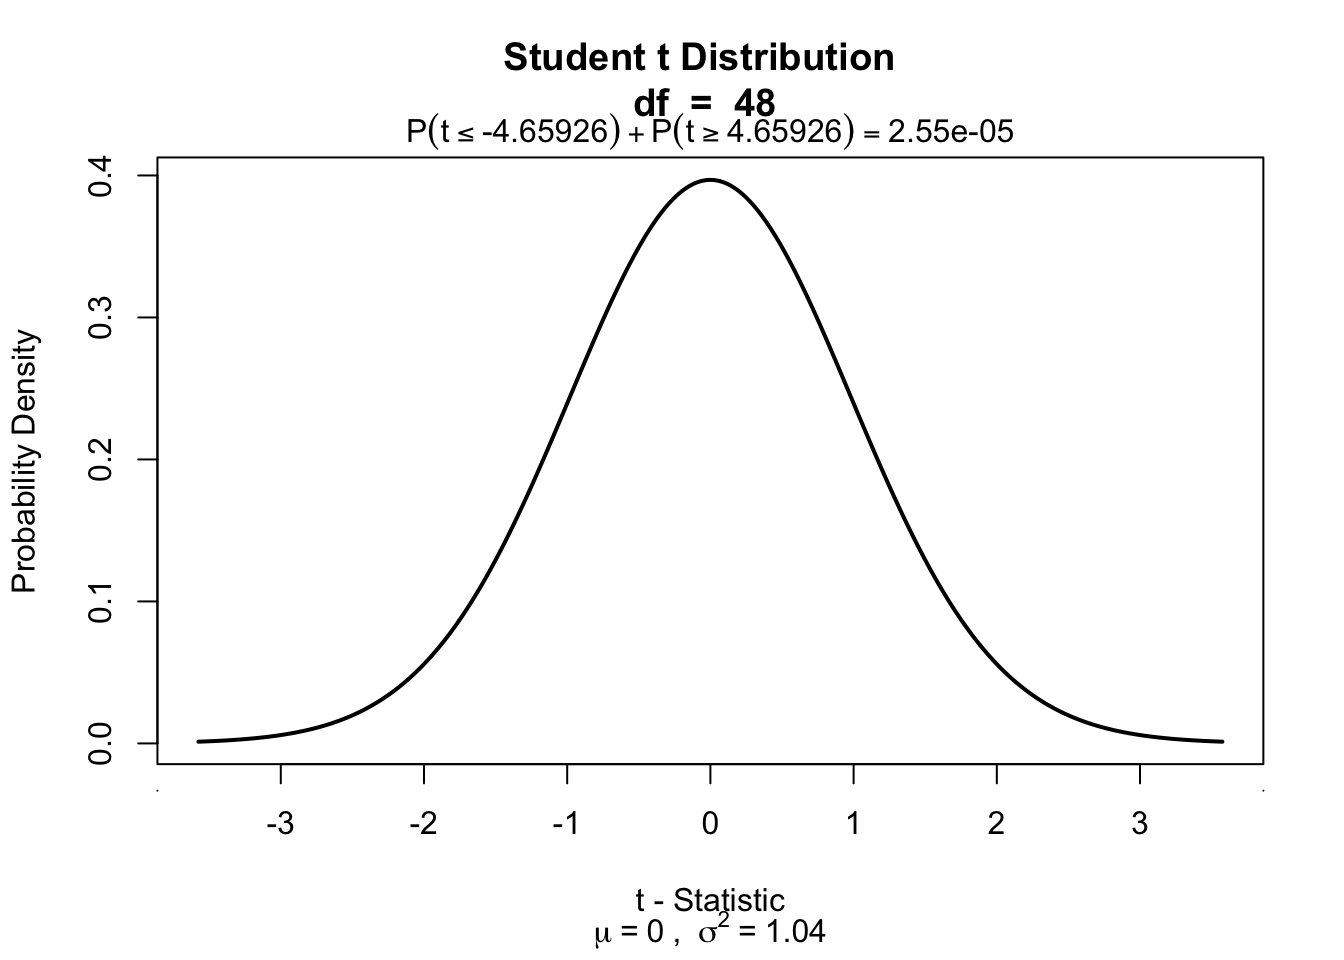 Student t Distribution
df = 48
P(t ≤ -4.65926) + P(t ≥ 4.65926) = 2.55e-05
0.4
0.3
0.2
0.1
0.0
Probability Density
-3 -2 -1 0 1 2 3
t - Statistic
μ = 0 , σ² = 1.04